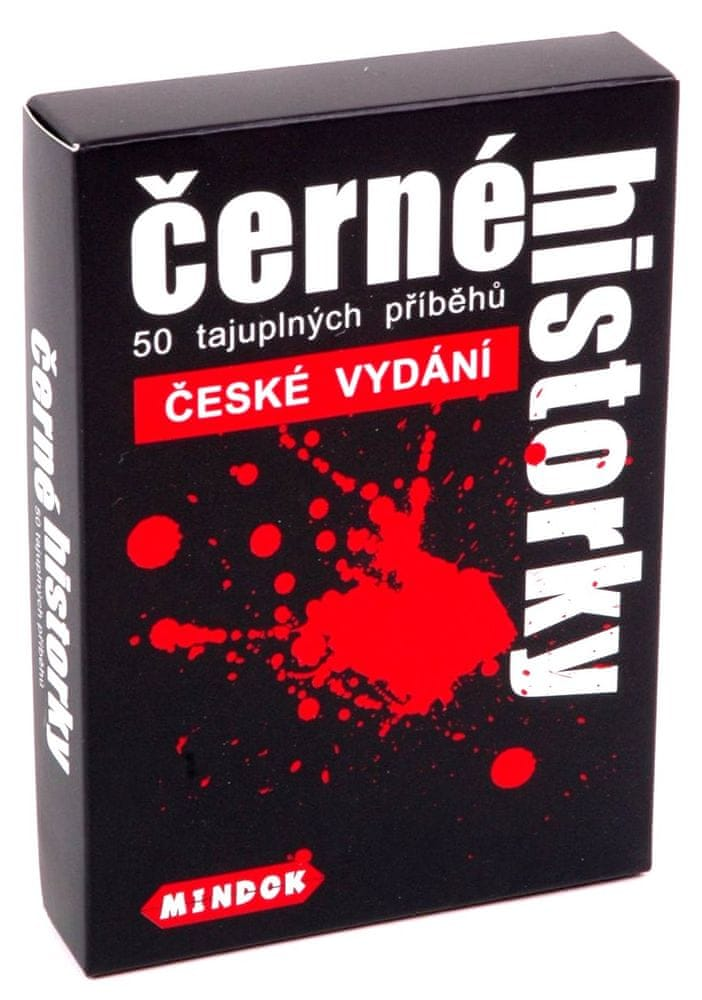 černé
historky
50 tajuplných příběhů
ČESKÉ VYDÁNÍ
MINDOK
černé historky
50 tajuplných příběhů